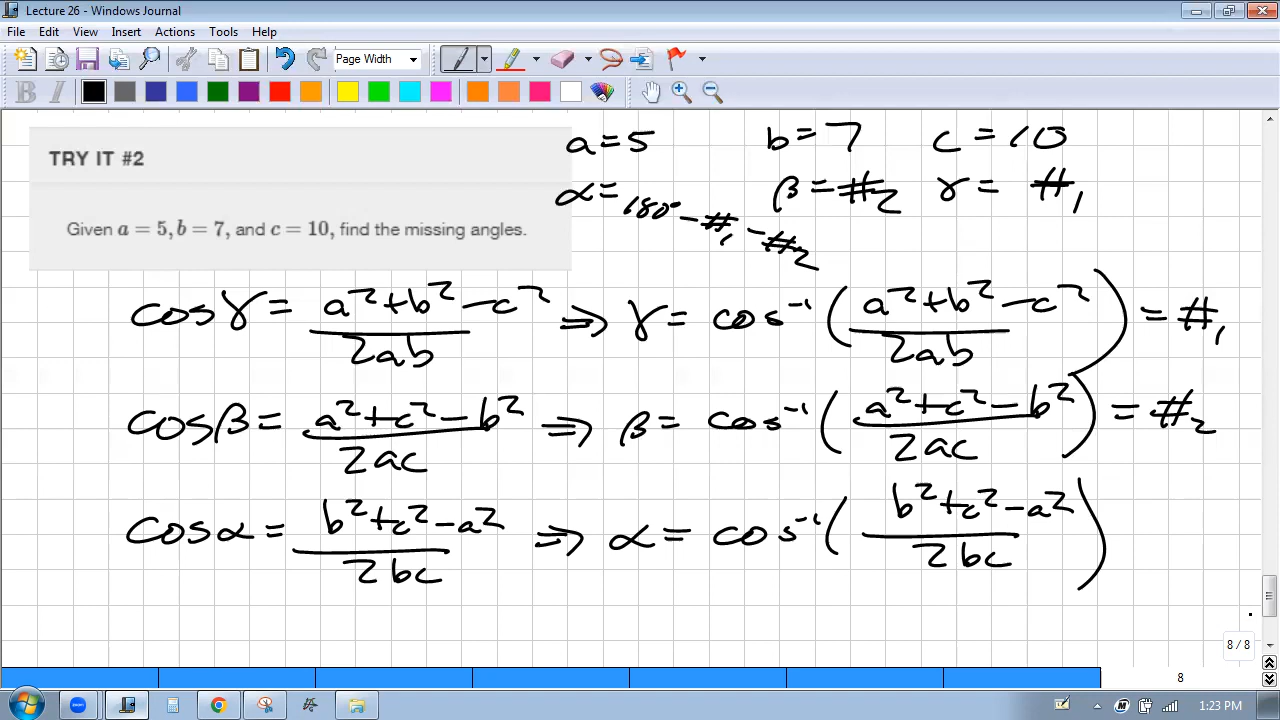 Lecture 26 - Windows Journal
File Edit View Insert Actions Tools Help
Page Width
B I
TRY IT #2
Given a = 5, b = 7, and c = 10, find the missing angles.
a = 5 b = 7 c = 10
α = 180° - #₁ - #₂ β = #₂ γ = #₁
cosγ = (a² + b² - c²)/(2ab) ⇒ γ = cos⁻¹((a² + b² - c²)/(2ab)) = #₁
cosβ = (a² + c² - b²)/(2ac) ⇒ β = cos⁻¹((a² + c² - b²)/(2ac)) = #₂
cosα = (b² + c² - a²)/(2bc) ⇒ α = cos⁻¹((b² + c² - a²)/(2bc))
8 / 8
8
1:23 PM